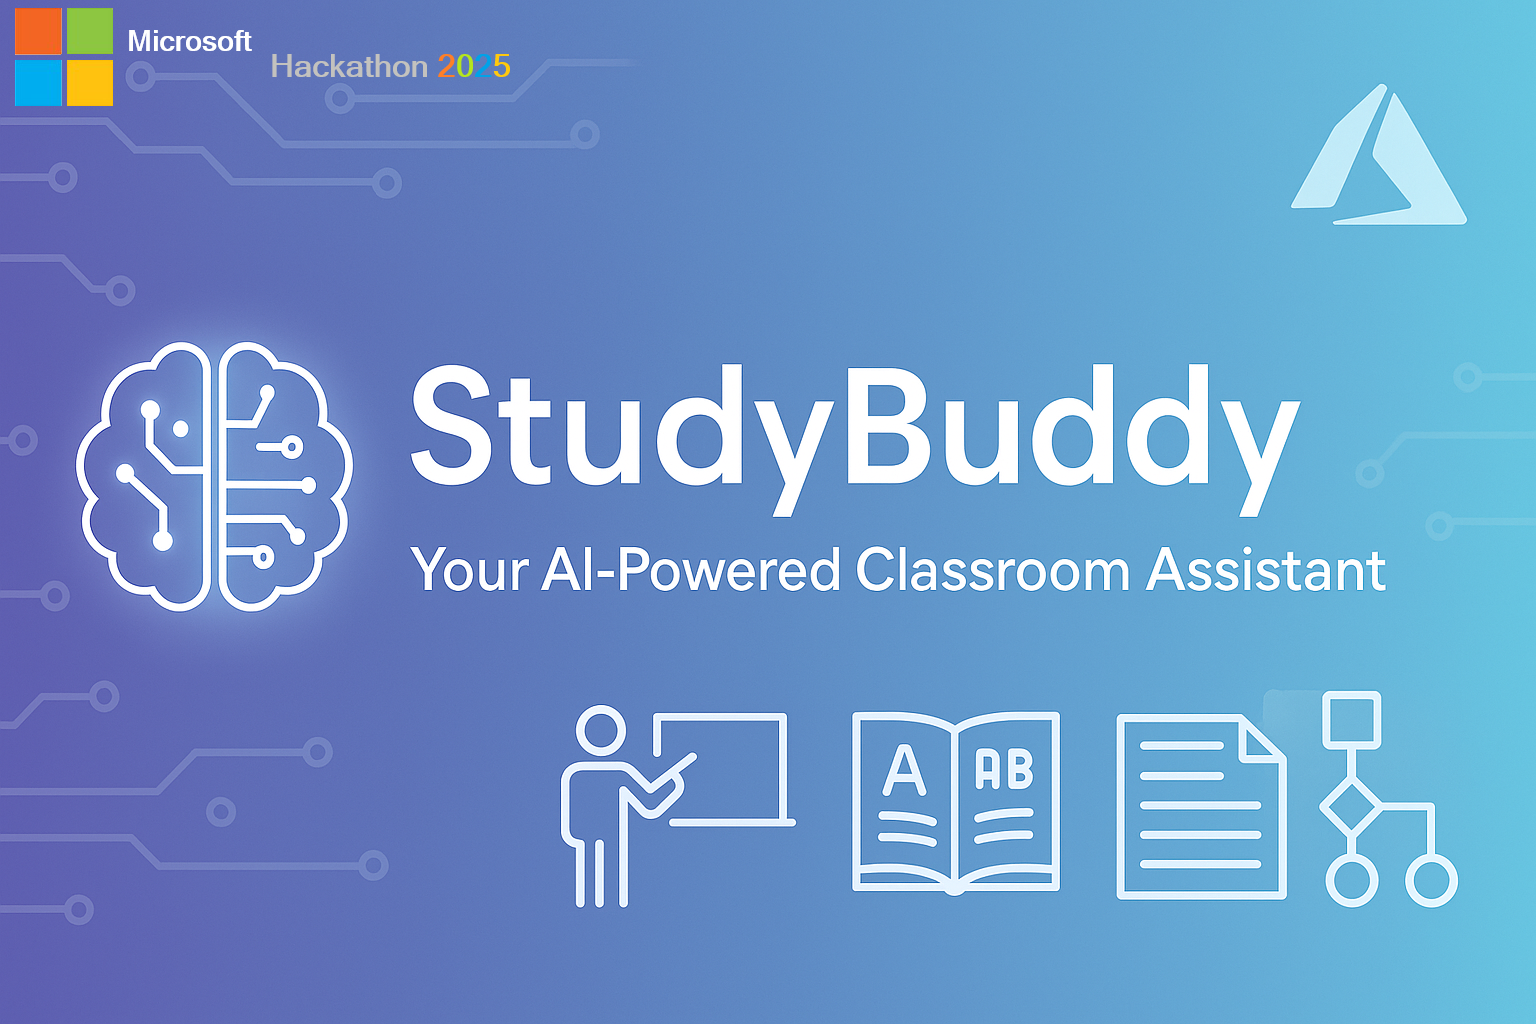 Microsoft
Hackathon 2025
StudyBuddy
Your AI-Powered Classroom Assistant
A
AB